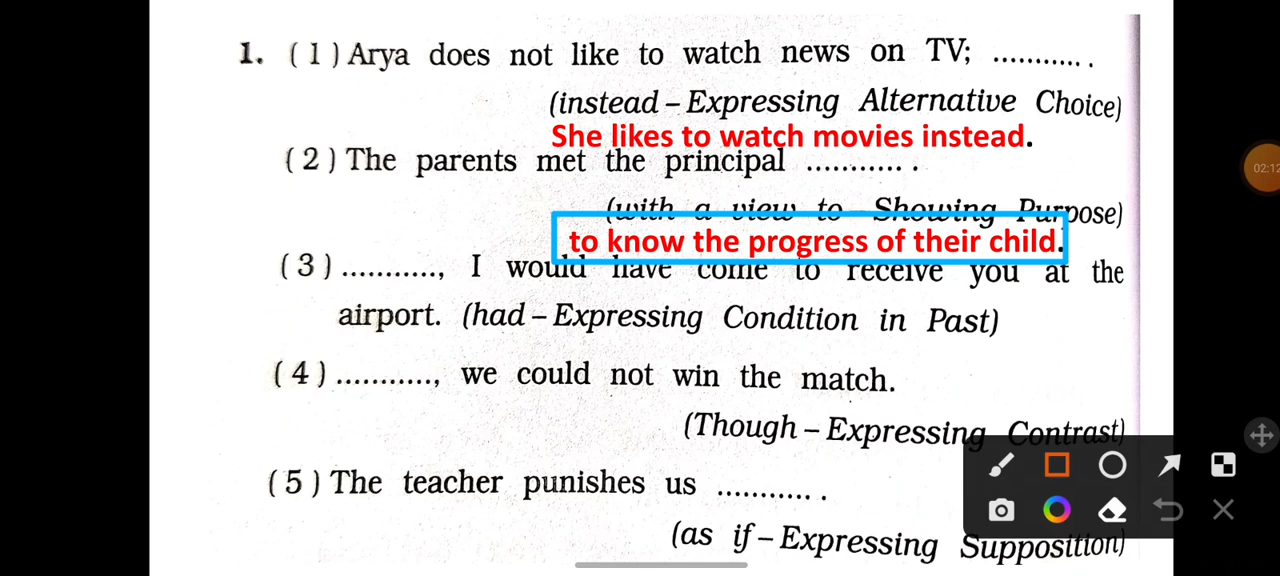 1. (1) Arya does not like to watch news on TV; ............
(instead – Expressing Alternative Choice)
She likes to watch movies instead.
(2) The parents met the principal ........... .
(with a view to – Showing Purpose)
to know the progress of their child.
(3) ..........., I would have come to receive you at the
airport. (had – Expressing Condition in Past)
(4) ..........., we could not win the match.
(Though – Expressing Contrast)
(5) The teacher punishes us ........... .
(as if – Expressing Supposition)
02:12